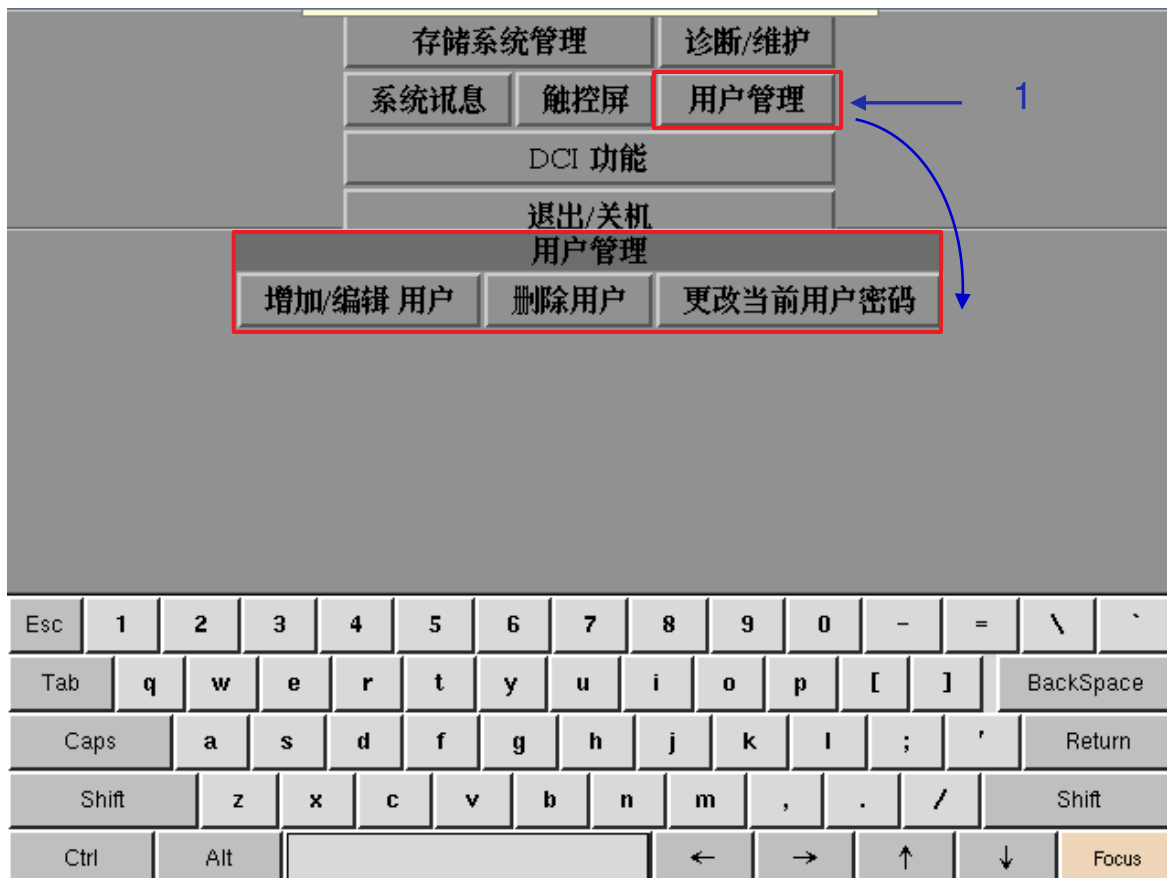 存储系统管理 诊断/维护
系统讯息 触控屏 用户管理 1
DCI 功能
退出/关机
用户管理
增加/编辑 用户 删除用户 更改当前用户密码
Esc 1 2 3 4 5 6 7 8 9 0 - = \ `
Tab q w e r t y u i o p [ ] BackSpace
Caps a s d f g h j k l ; ' Return
Shift z x c v b n m , . / Shift
Ctrl Alt ← → ↑ ↓ Focus